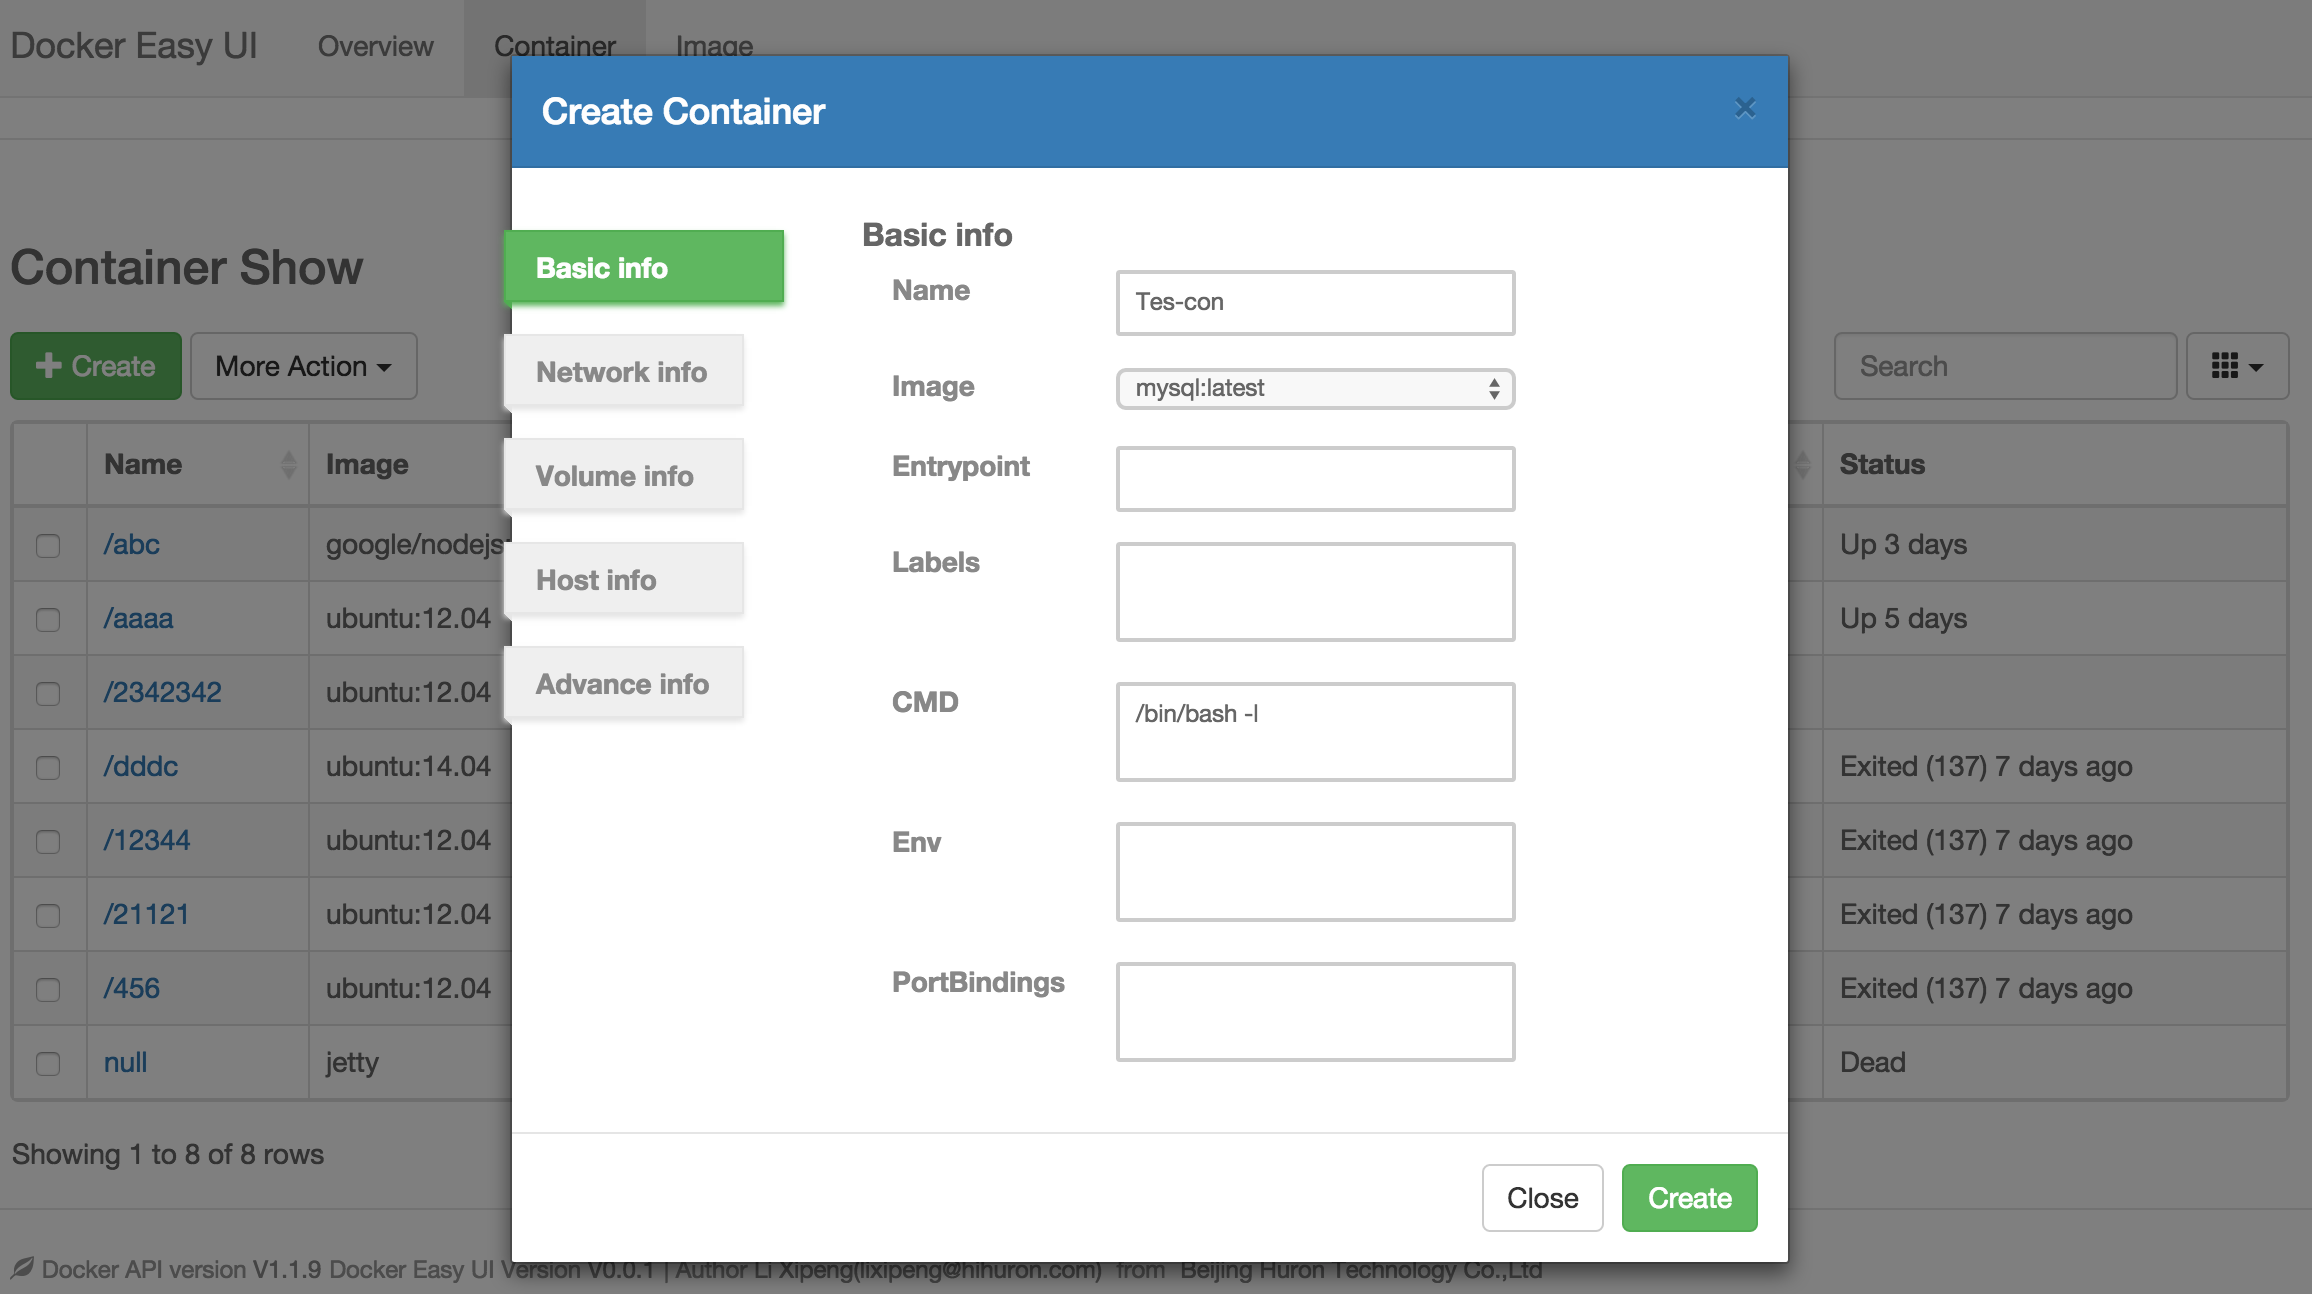 Docker Easy UI Overview Container Image
Create Container ×
Container Show
Create More Action
Search
Name Image Status
/abc google/nodejs Up 3 days
/aaaa ubuntu:12.04 Up 5 days
/2342342 ubuntu:12.04
/dddc ubuntu:14.04 Exited (137) 7 days ago
/12344 ubuntu:12.04 Exited (137) 7 days ago
/21121 ubuntu:12.04 Exited (137) 7 days ago
/456 ubuntu:12.04 Exited (137) 7 days ago
null jetty Dead
Showing 1 to 8 of 8 rows
Basic info
Network info
Volume info
Host info
Advance info
Basic info
Name Tes-con
Image mysql:latest
Entrypoint
Labels
CMD /bin/bash -l
Env
PortBindings
Close Create
Docker API version V1.1.9 Docker Easy UI Version V0.0.1 | Author Li Xipeng(lixipeng@hihuron.com) from Beijing Huron Technology Co.,Ltd